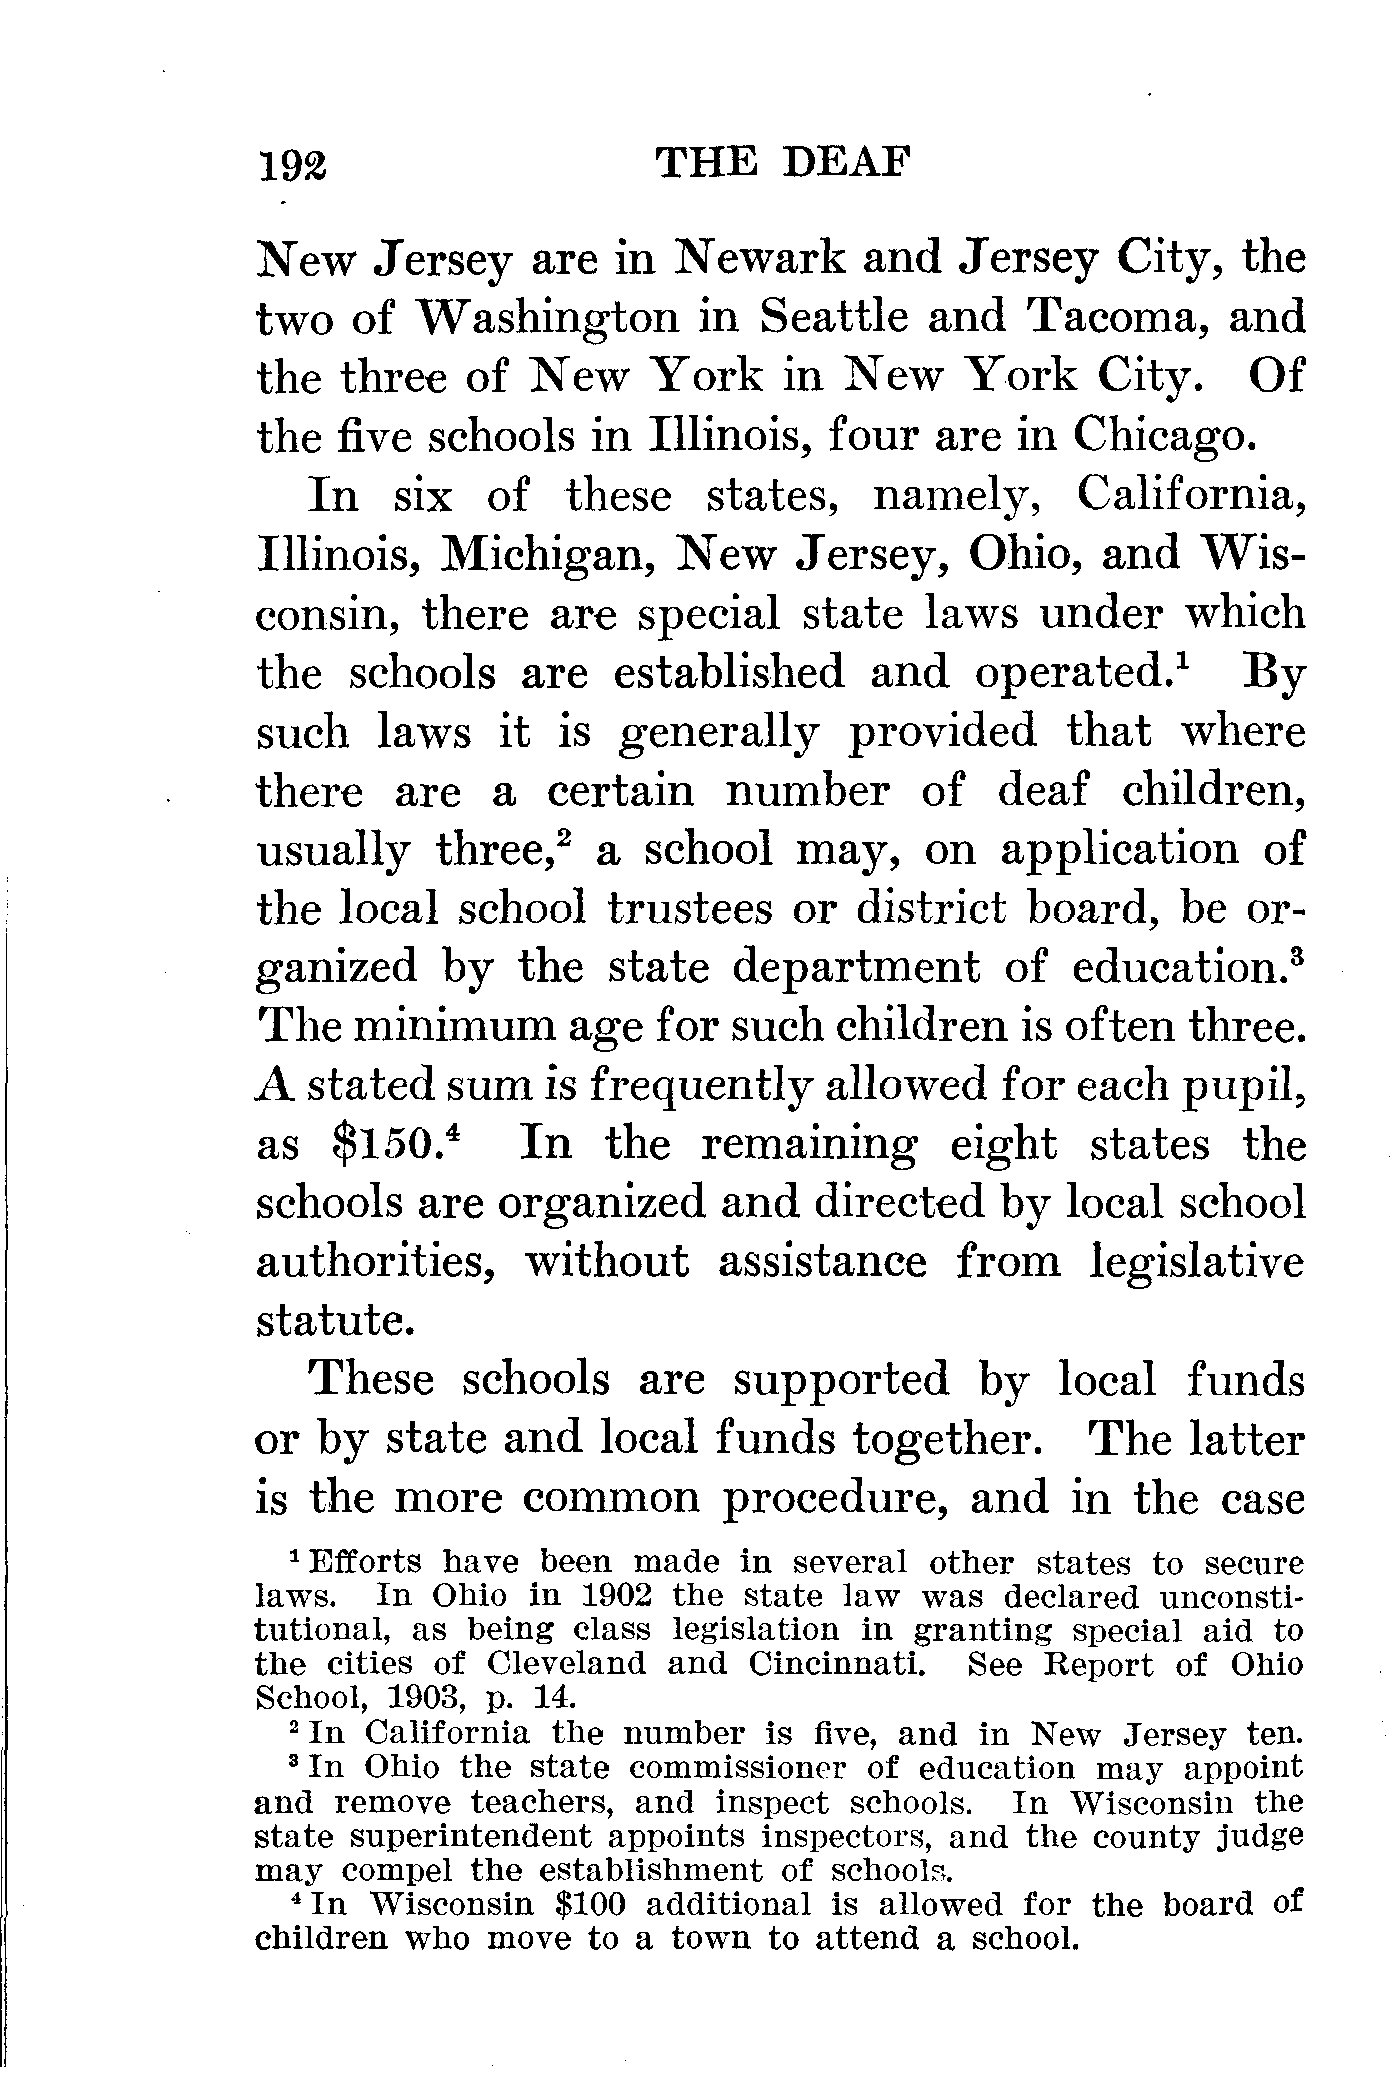 192 THE DEAF
New Jersey are in Newark and Jersey City, the
two of Washington in Seattle and Tacoma, and
the three of New York in New York City. Of
the five schools in Illinois, four are in Chicago.
In six of these states, namely, California,
Illinois, Michigan, New Jersey, Ohio, and Wis-
consin, there are special state laws under which
the schools are established and operated.¹ By
such laws it is generally provided that where
there are a certain number of deaf children,
usually three,² a school may, on application of
the local school trustees or district board, be or-
ganized by the state department of education.³
The minimum age for such children is often three.
A stated sum is frequently allowed for each pupil,
as $150.⁴ In the remaining eight states the
schools are organized and directed by local school
authorities, without assistance from legislative
statute.
These schools are supported by local funds
or by state and local funds together. The latter
is the more common procedure, and in the case
¹ Efforts have been made in several other states to secure
laws. In Ohio in 1902 the state law was declared unconsti-
tutional, as being class legislation in granting special aid to
the cities of Cleveland and Cincinnati. See Report of Ohio
School, 1903, p. 14.
² In California the number is five, and in New Jersey ten.
³ In Ohio the state commissioner of education may appoint
and remove teachers, and inspect schools. In Wisconsin the
state superintendent appoints inspectors, and the county judge
may compel the establishment of schools.
⁴ In Wisconsin $100 additional is allowed for the board of
children who move to a town to attend a school.